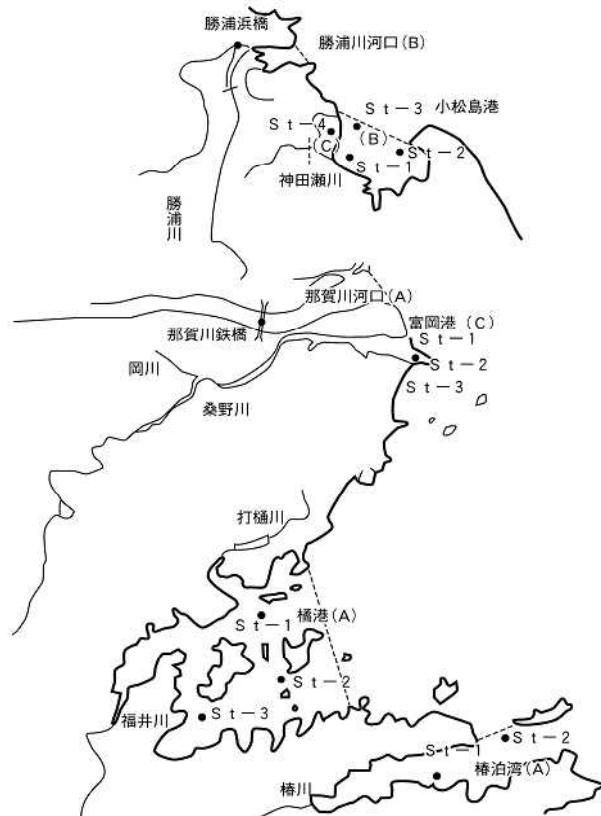 勝浦浜橋
勝浦川河口(B)
St-3 小松島港
St-4
(B)
(C)
St-2
St-1
神田瀬川
勝浦川
那賀川河口(A)
富岡港(C)
St-1
那賀川鉄橋
St-2
岡川
St-3
桑野川
打樋川
橘港(A)
St-1
St-2
St-3
福井川
St-1
St-2
椿泊湾(A)
椿川